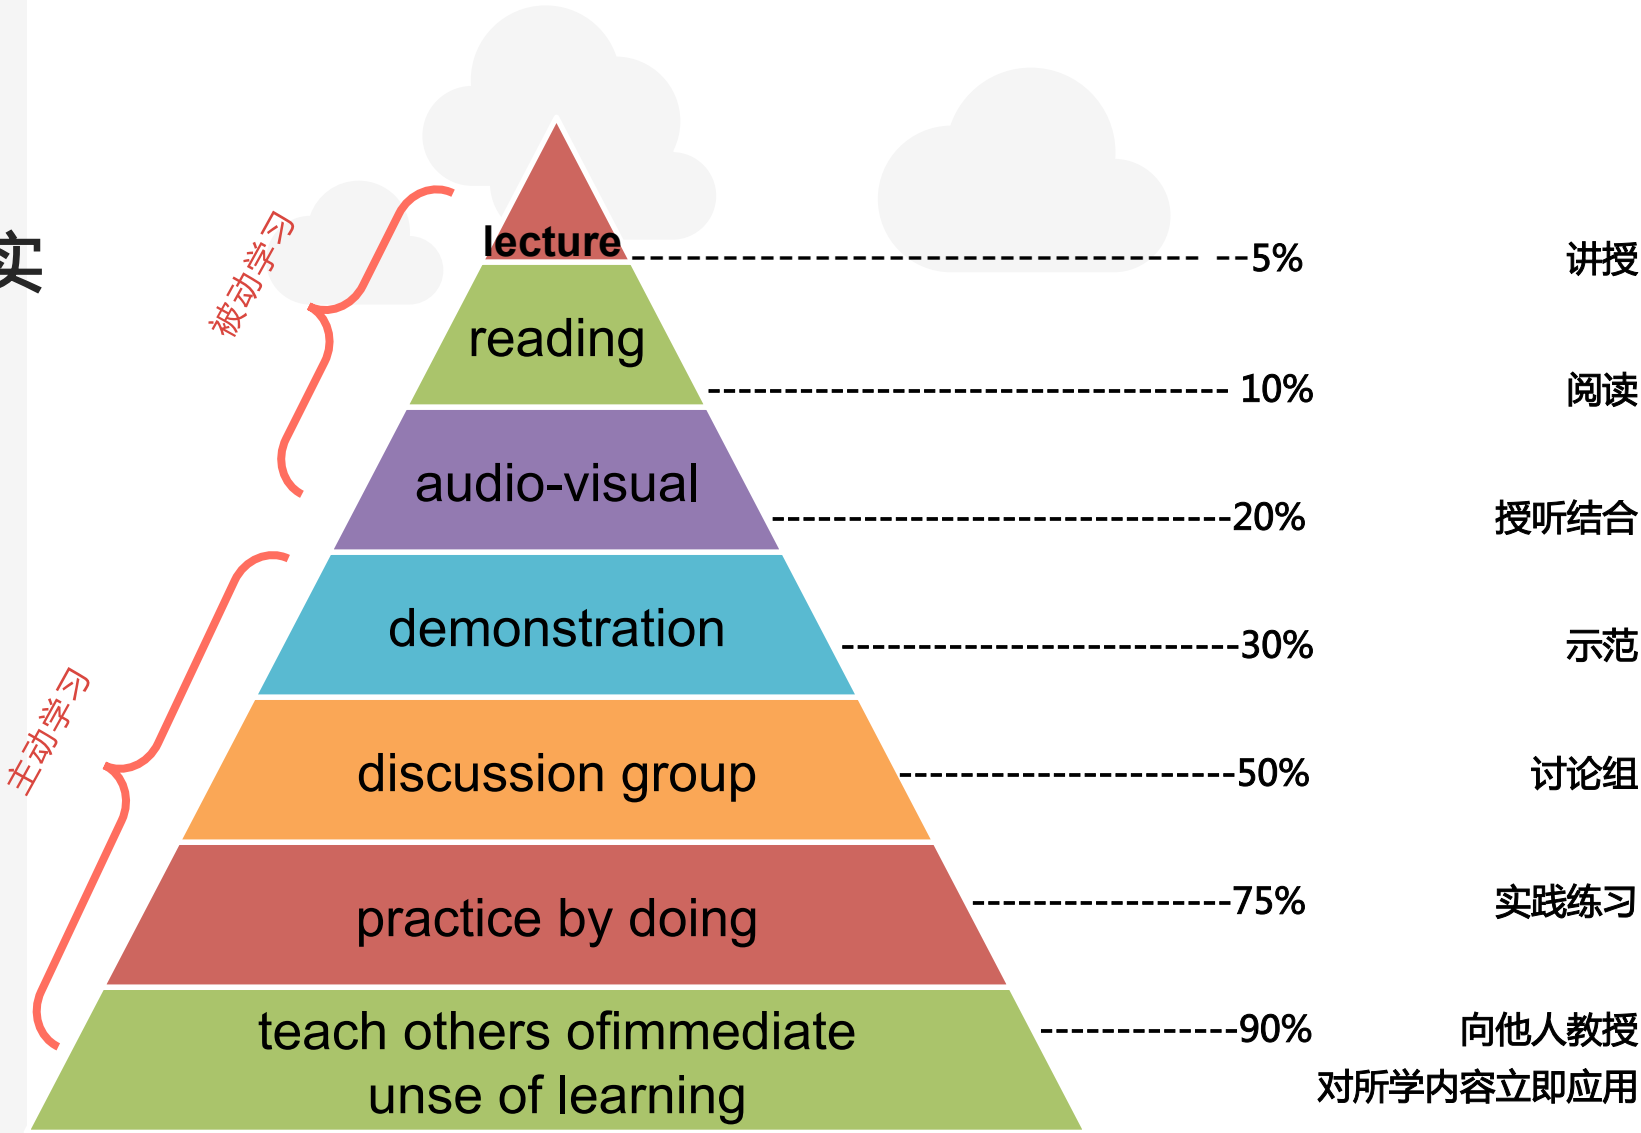 实
被动学习
主动学习
lecture
---5% 讲授
reading
--- 10% 阅读
audio-visual
---20% 授听结合
demonstration
---30% 示范
discussion group
---50% 讨论组
practice by doing
---75% 实践练习
teach others ofimmediate
unse of learning
---90% 向他人教授
对所学内容立即应用